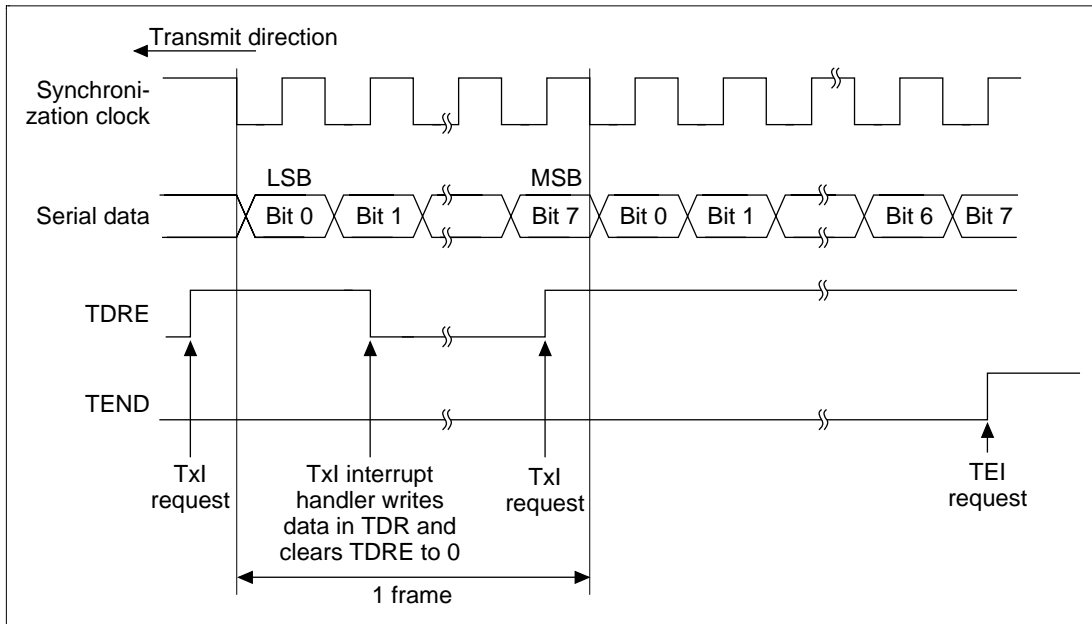 Transmit direction
Synchroni-
zation clock
LSB
MSB
Serial data
Bit 0
Bit 1
Bit 7
Bit 0
Bit 1
Bit 6
Bit 7
TDRE
TEND
TxI
request
TxI interrupt
handler writes
data in TDR and
clears TDRE to 0
TxI
request
TEI
request
1 frame